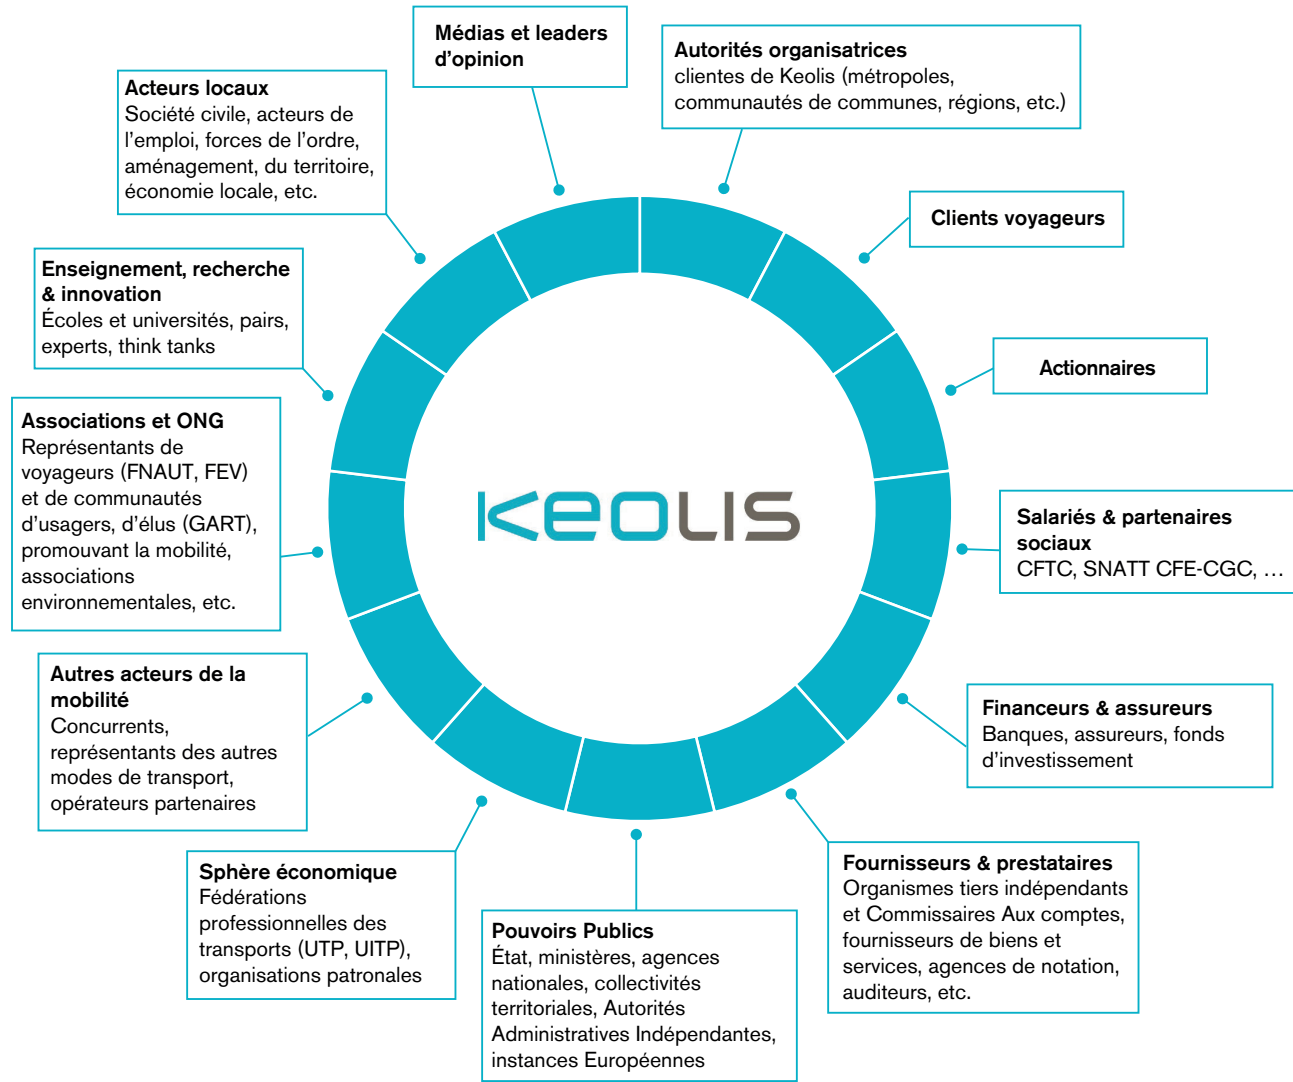 Médias et leaders
d'opinion
Autorités organisatrices
clientes de Keolis (métropoles,
communautés de communes, régions, etc.)
Clients voyageurs
Actionnaires
Salariés & partenaires
sociaux
CFTC, SNATT CFE-CGC, …
Financeurs & assureurs
Banques, assureurs, fonds
d'investissement
Fournisseurs & prestataires
Organismes tiers indépendants
et Commissaires Aux comptes,
fournisseurs de biens et
services, agences de notation,
auditeurs, etc.
Pouvoirs Publics
État, ministères, agences
nationales, collectivités
territoriales, Autorités
Administratives Indépendantes,
instances Européennes
Sphère économique
Fédérations
professionnelles des
transports (UTP, UITP),
organisations patronales
Autres acteurs de la
mobilité
Concurrents,
représentants des autres
modes de transport,
opérateurs partenaires
Associations et ONG
Représentants de
voyageurs (FNAUT, FEV)
et de communautés
d'usagers, d'élus (GART),
promouvant la mobilité,
associations
environnementales, etc.
Enseignement, recherche
& innovation
Écoles et universités, pairs,
experts, think tanks
Acteurs locaux
Société civile, acteurs de
l'emploi, forces de l'ordre,
aménagement, du territoire,
économie locale, etc.
KEOLIS